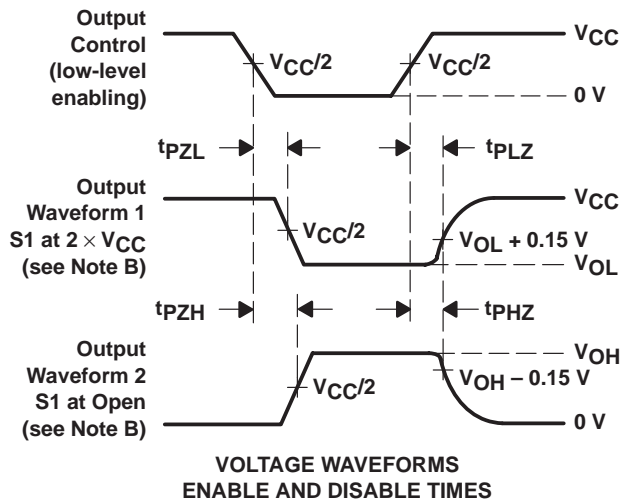 Output
Control
(low-level
enabling)
VCC/2
VCC/2
VCC
0 V
tPZL
tPLZ
Output
Waveform 1
S1 at 2 × VCC
(see Note B)
VCC/2
VCC
VOL + 0.15 V
VOL
tPZH
tPHZ
Output
Waveform 2
S1 at Open
(see Note B)
VCC/2
VOH
VOH – 0.15 V
0 V
VOLTAGE WAVEFORMS
ENABLE AND DISABLE TIMES